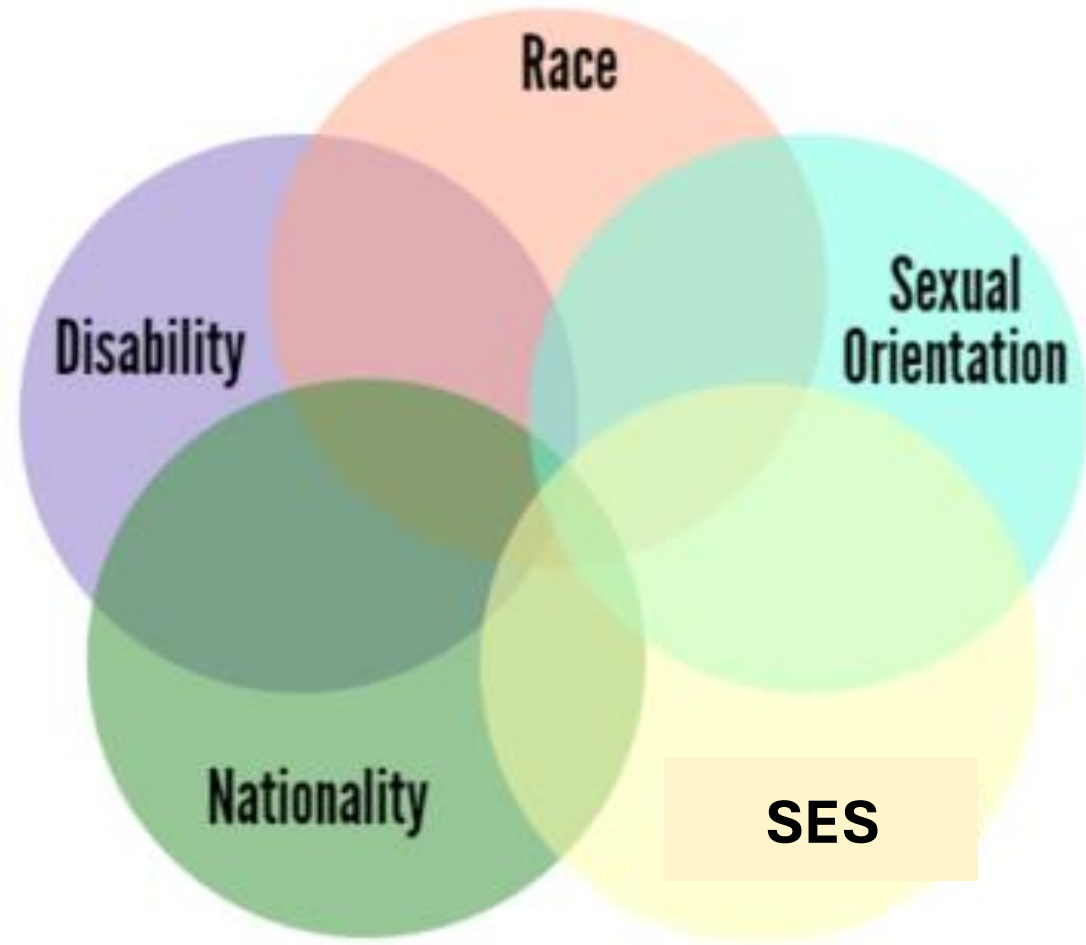 Race
Disability
Sexual
Orientation
Nationality
SES